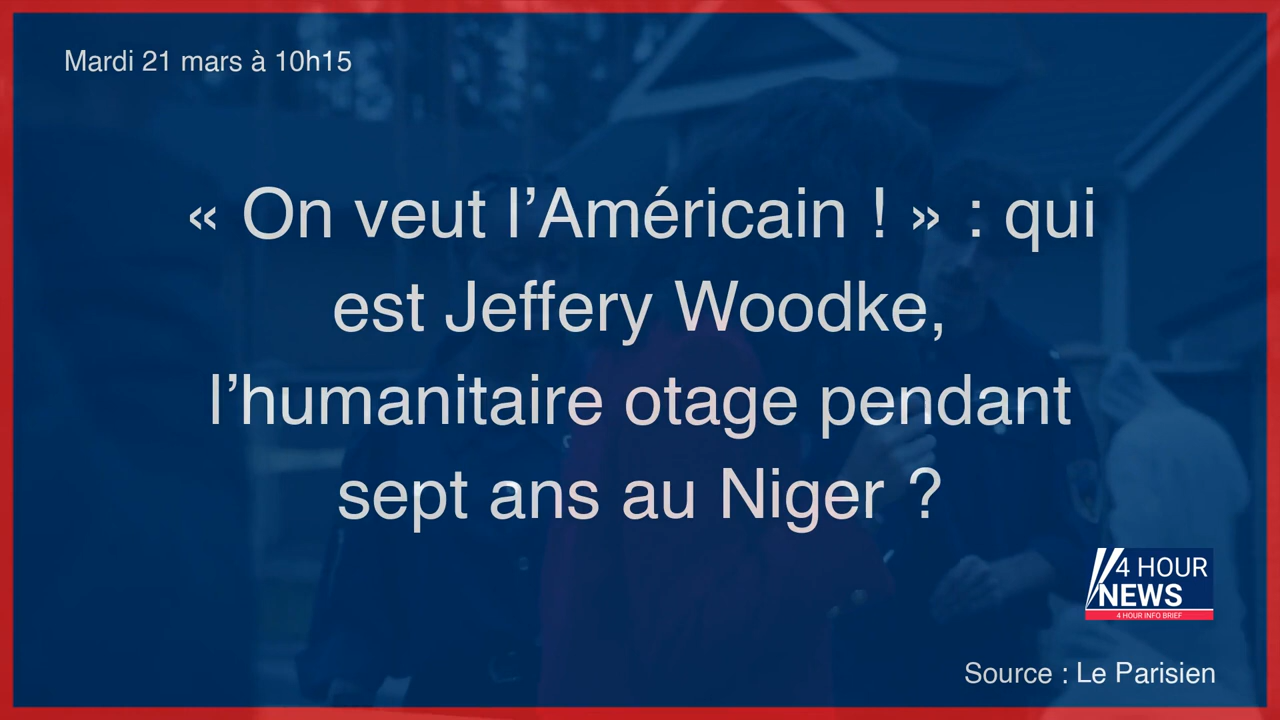 Mardi 21 mars à 10h15
« On veut l’Américain ! » : qui
est Jeffery Woodke,
l’humanitaire otage pendant
sept ans au Niger ?
4 HOUR
NEWS
4 HOUR INFO BRIEF
Source : Le Parisien